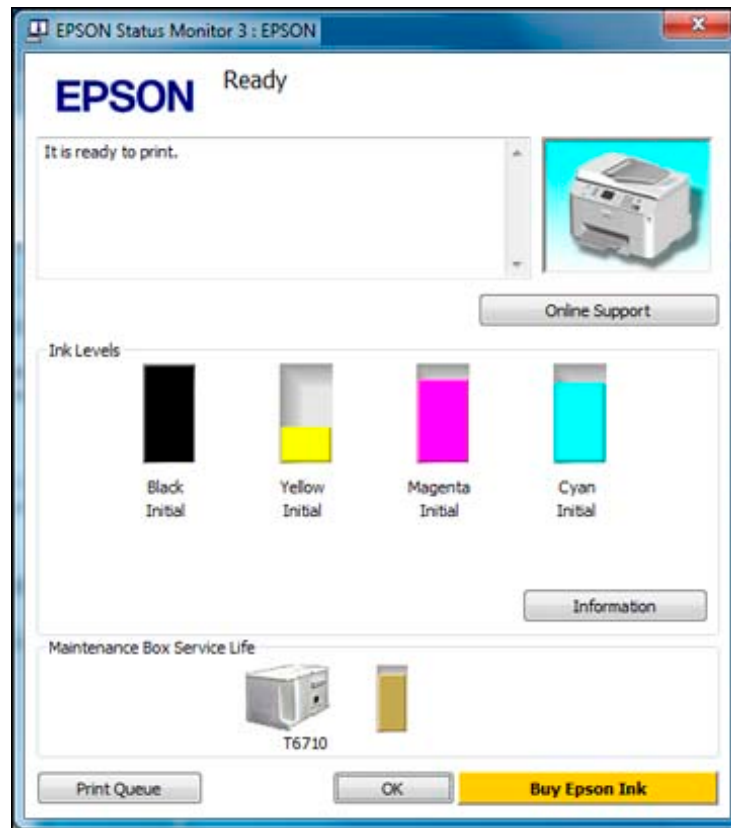 EPSON Status Monitor 3 : EPSON
EPSON
Ready
It is ready to print.
Online Support
Ink Levels
Black Yellow Magenta Cyan
Initial Initial Initial Initial
Information
Maintenance Box Service Life
T6710
Print Queue OK Buy Epson Ink